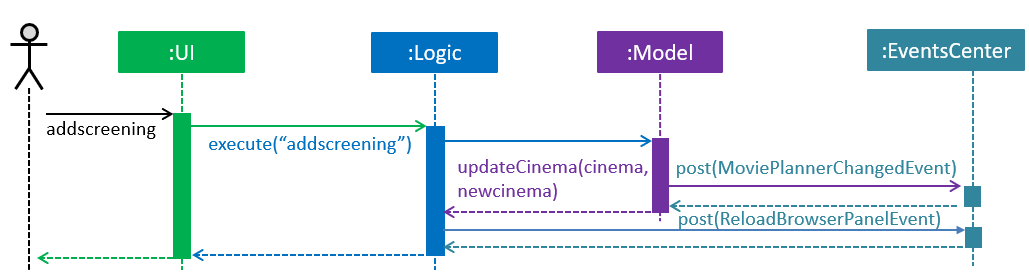 :UI
:Logic
:Model
:EventsCenter
addscreening
execute(“addscreening”)
updateCinema(cinema,
newcinema)
post(MoviePlannerChangedEvent)
post(ReloadBrowserPanelEvent)